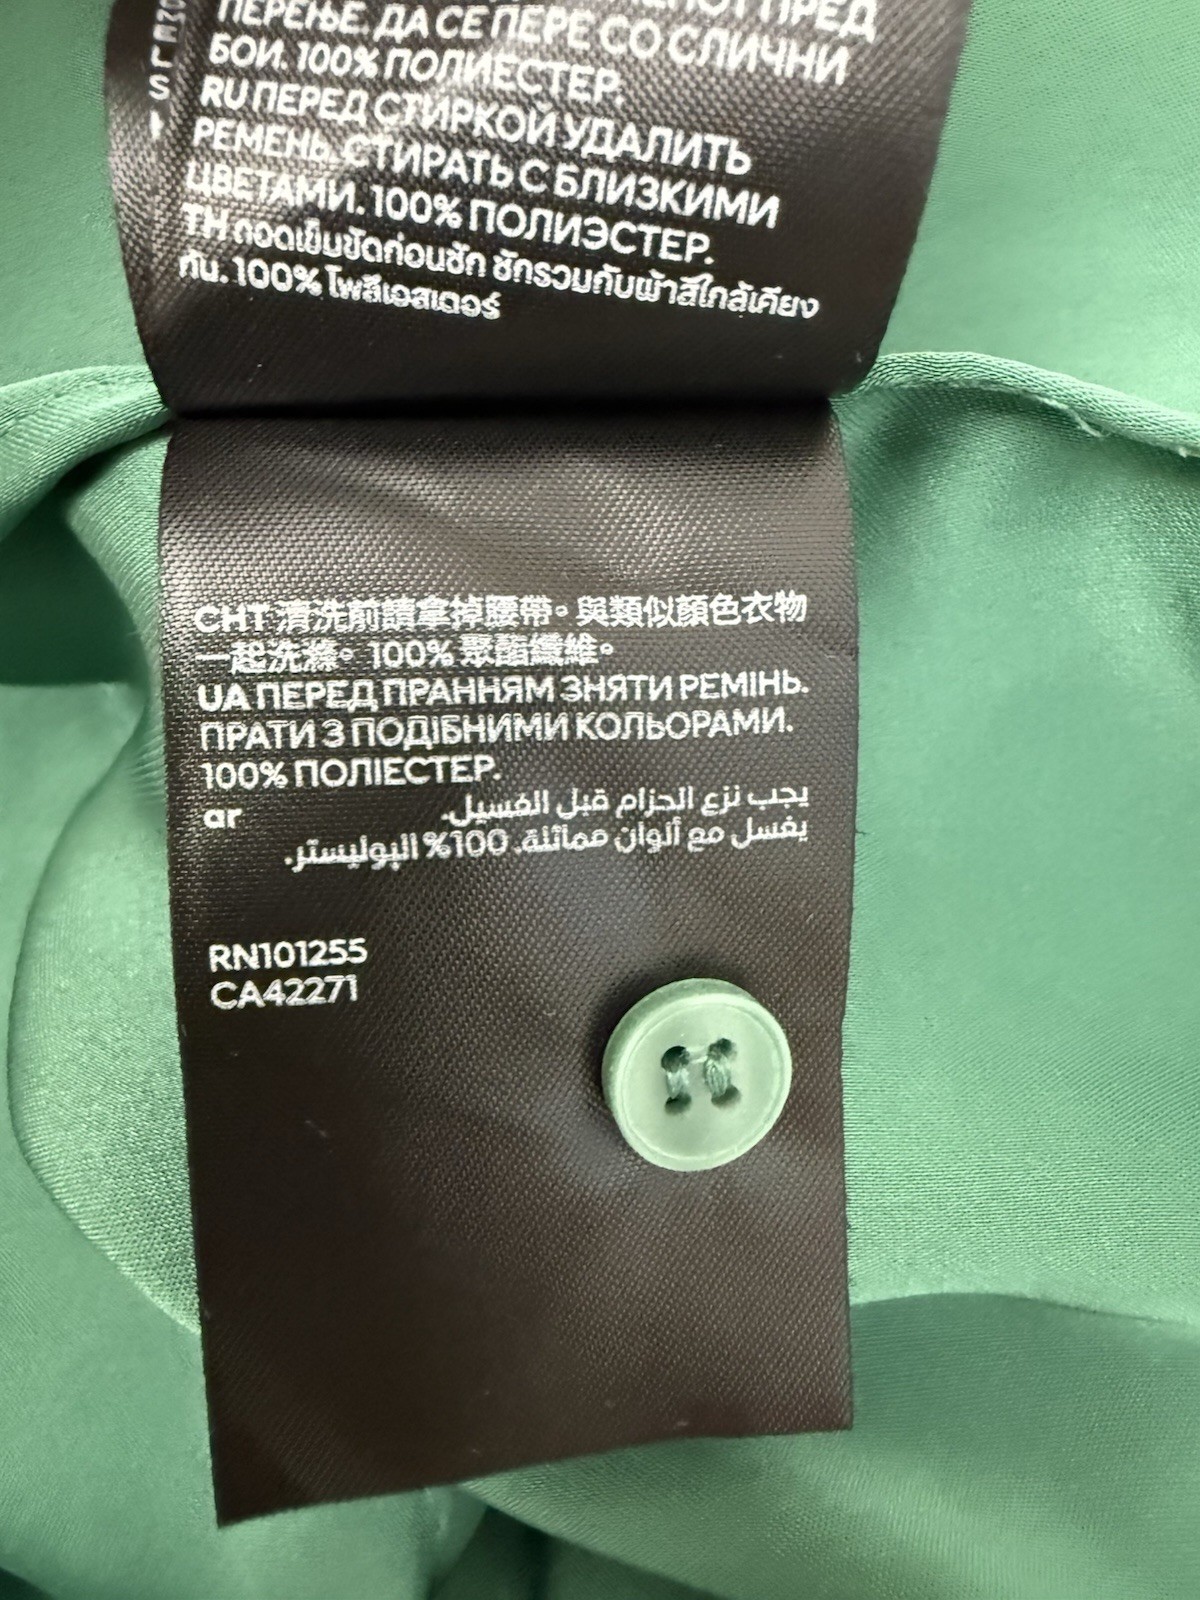 ПРЕД
ПЕРЕЊЕ. ДА СЕ ПЕРЕ СО СЛИЧНИ
БОИ. 100% ПОЛИЕСТЕР.
RU ПЕРЕД СТИРКОЙ УДАЛИТЬ
РЕМЕНЬ. СТИРАТЬ С БЛИЗКИМИ
ЦВЕТАМИ. 100% ПОЛИЭСТЕР.
TH ถอดเข็มขัดก่อนซัก ซักรวมกับผ้าสีใกล้เคียง
กัน. 100% โพลีเอสเตอร์
CHT 清洗前請拿掉腰帶。與類似顏色衣物
一起洗滌。100% 聚酯纖維。
UA ПЕРЕД ПРАННЯМ ЗНЯТИ РЕМІНЬ.
ПРАТИ З ПОДІБНИМИ КОЛЬОРАМИ.
100% ПОЛІЕСТЕР.
ar يجب نزع الحزام قبل الغسيل.
يغسل مع ألوان مماثلة. 100% البوليستر.
RN101255
CA42271